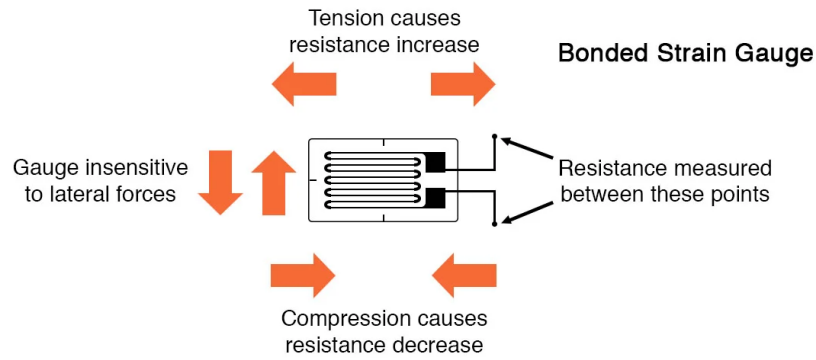 Tension causes
resistance increase
Bonded Strain Gauge
Gauge insensitive
to lateral forces
Resistance measured
between these points
Compression causes
resistance decrease